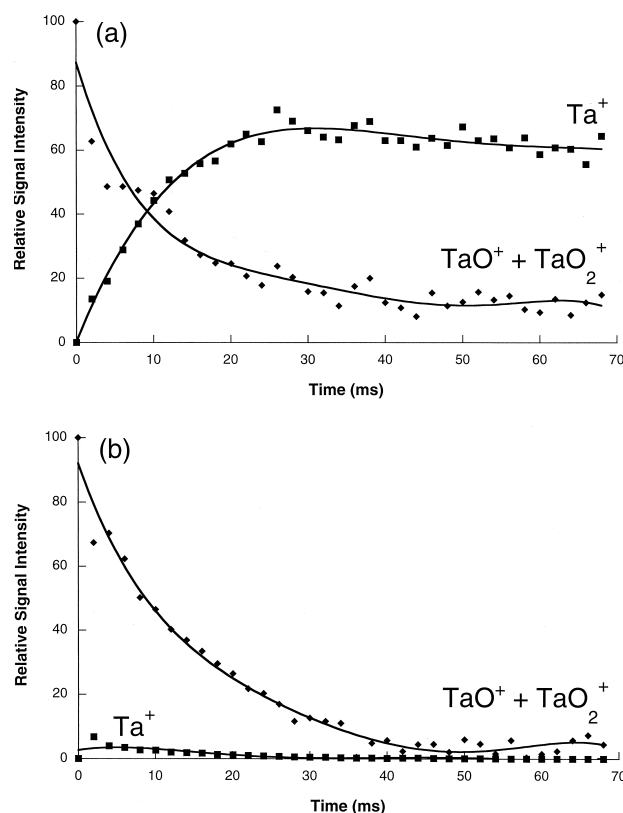 (a)
100
80
60
40
20
0
Relative Signal Intensity
Ta⁺
TaO⁺ + TaO₂⁺
0 10 20 30 40 50 60 70
Time (ms)
(b)
100
80
60
40
20
0
Relative Signal Intensity
TaO⁺ + TaO₂⁺
Ta⁺
0 10 20 30 40 50 60 70
Time (ms)